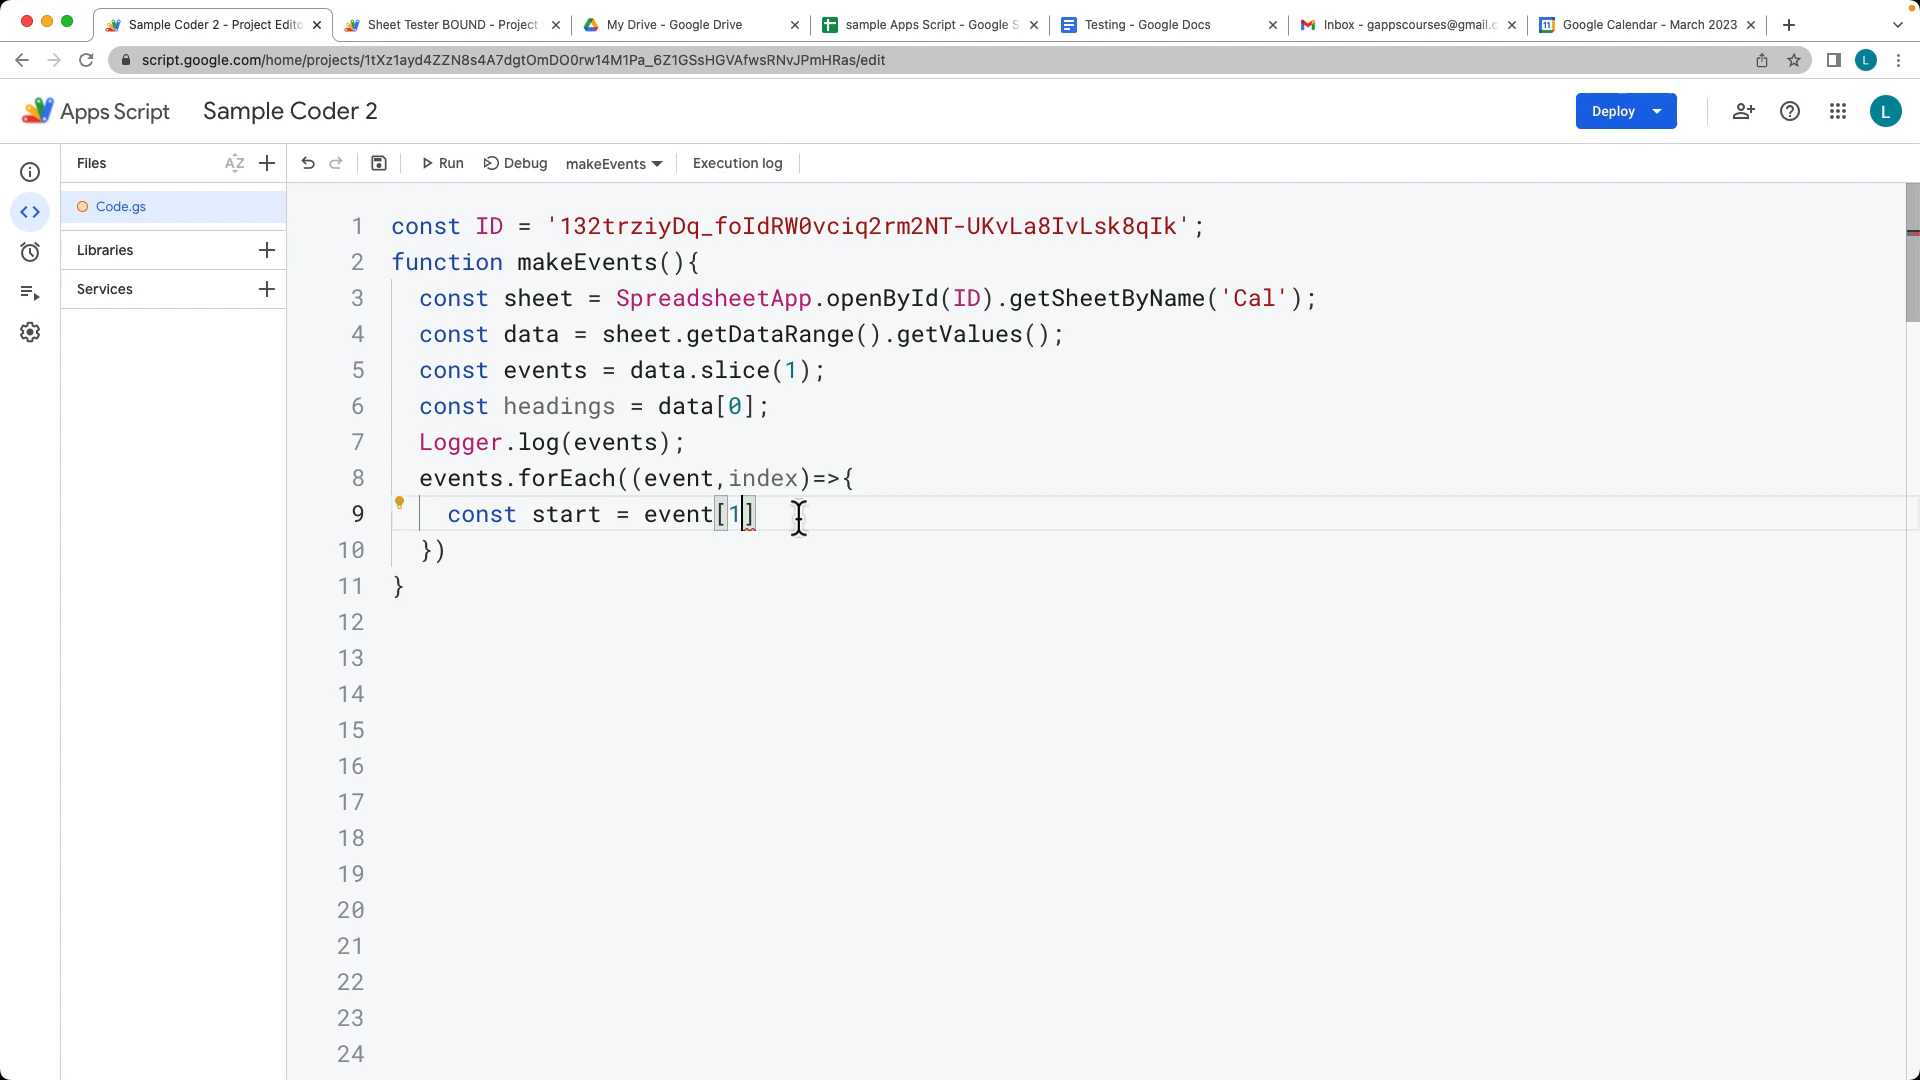 Sample Coder 2 - Project Edito
Sheet Tester BOUND - Project
My Drive - Google Drive
sample Apps Script - Google S
Testing - Google Docs
Inbox - gappscourses@gmail.c
Google Calendar - March 2023
script.google.com/home/projects/1tXz1ayd4ZZN8s4A7dgtOmDO0rw14M1Pa_6Z1GSsHGVAfwsRNvJPmHRas/edit
L
Apps Script
Sample Coder 2
Deploy
L
Files
AZ
Run
Debug
makeEvents
Execution log
Code.gs
Libraries
Services
1 const ID = '132trziyDq_foIdRW0vciq2rm2NT-UKvLa8IvLsk8qIk';
2 function makeEvents(){
3 const sheet = SpreadsheetApp.openById(ID).getSheetByName('Cal');
4 const data = sheet.getDataRange().getValues();
5 const events = data.slice(1);
6 const headings = data[0];
7 Logger.log(events);
8 events.forEach((event,index)=>{
9 const start = event[1]
10 })
11 }
12
13
14
15
16
17
18
19
20
21
22
23
24